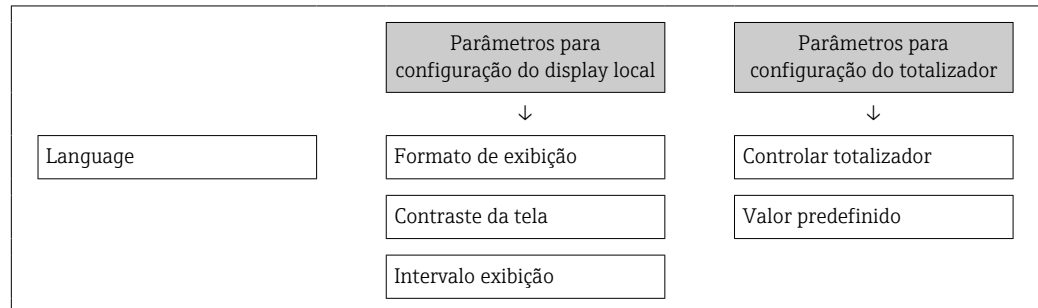 Parâmetros para
configuração do display local
Parâmetros para
configuração do totalizador
↓
↓
Language
Formato de exibição
Controlar totalizador
Contraste da tela
Valor predefinido
Intervalo exibição